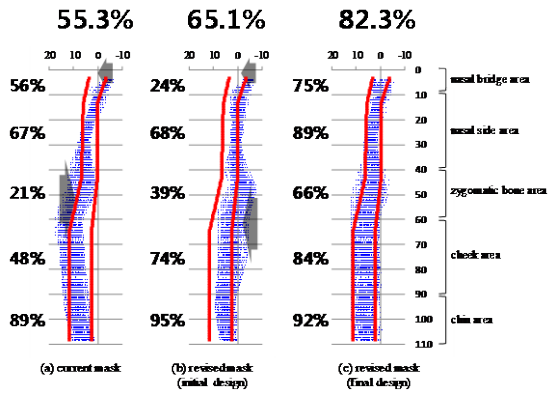 55.3% 65.1% 82.3%
20 10 0 -10 20 10 0 -10 20 10 0 -10
0
56% 24% 75% nasal bridge area
10
20
67% 68% 89% nasal side area
30
40
21% 39% 66% 50 zygomatic bone area
60
70
48% 74% 84% cheek area
80
90
89% 95% 92% 100 chin area
110
(a) current mask (b) revised mask (c) revised mask
(initial design) (final design)